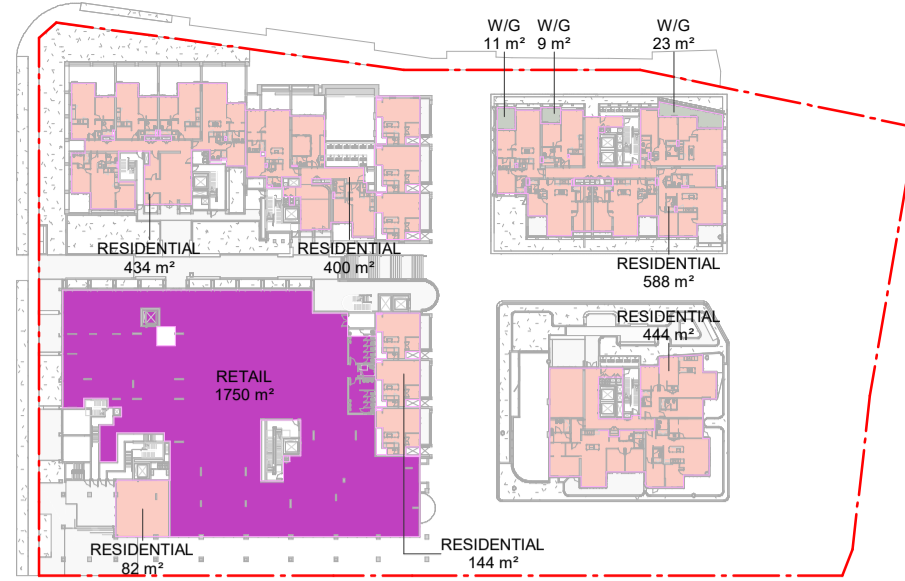 W/G
11 m²
W/G
9 m²
W/G
23 m²
RESIDENTIAL
434 m²
RESIDENTIAL
400 m²
RESIDENTIAL
588 m²
RESIDENTIAL
444 m²
RETAIL
1750 m²
RESIDENTIAL
82 m²
RESIDENTIAL
144 m²